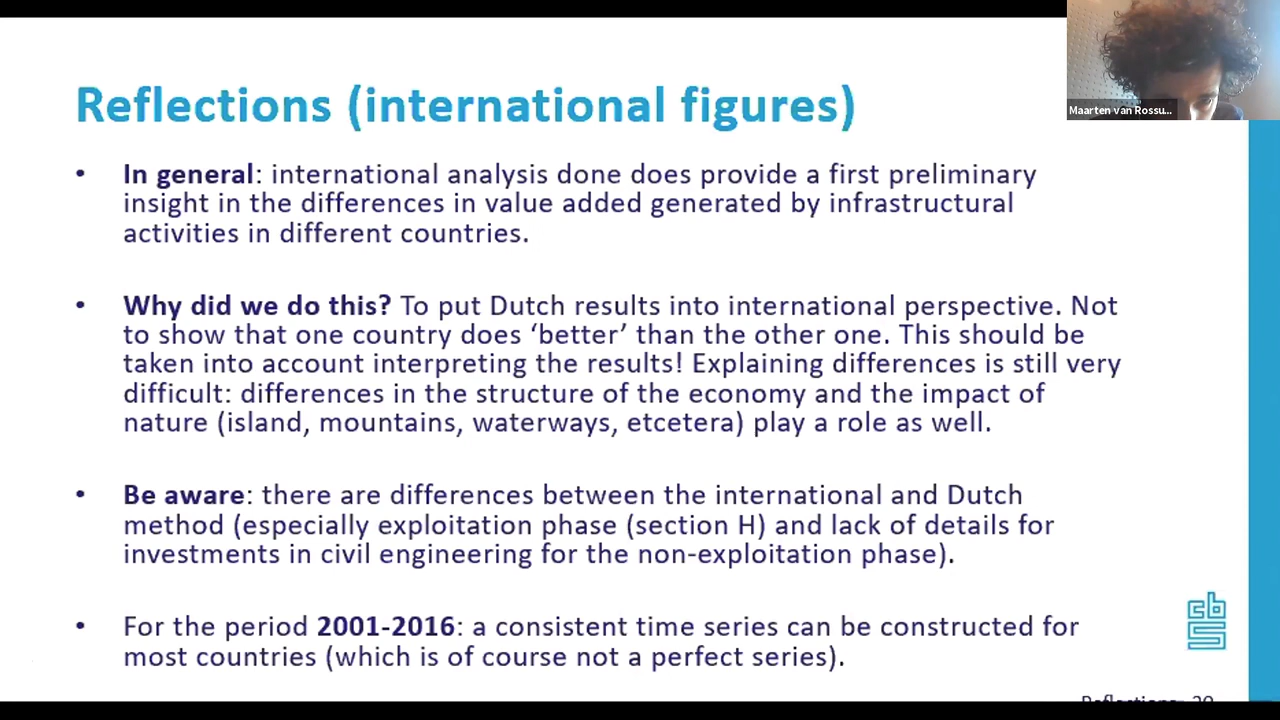 Reflections (international figures)
Maarten van Rossu...
• In general: international analysis done does provide a first preliminary
insight in the differences in value added generated by infrastructural
activities in different countries.
• Why did we do this? To put Dutch results into international perspective. Not
to show that one country does ‘better’ than the other one. This should be
taken into account interpreting the results! Explaining differences is still very
difficult: differences in the structure of the economy and the impact of
nature (island, mountains, waterways, etcetera) play a role as well.
• Be aware: there are differences between the international and Dutch
method (especially exploitation phase (section H) and lack of details for
investments in civil engineering for the non-exploitation phase).
• For the period 2001-2016: a consistent time series can be constructed for
most countries (which is of course not a perfect series).
cbs
Reflections